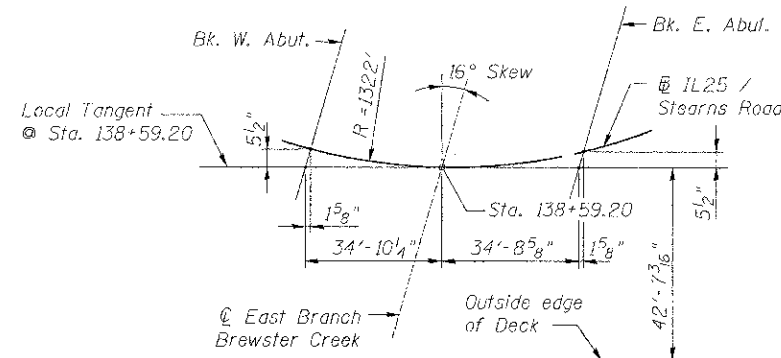 Bk. W. Abut.
Bk. E. Abut.
16° Skew
R =1322'
℄ IL25 /
Stearns Road
Local Tangent
@ Sta. 138+59.20
5½"
5½"
Sta. 138+59.20
1⅝"
1⅝"
34'-10¼"
34'-8⅝"
42'-7 3/16"
℄ East Branch
Brewster Creek
Outside edge
of Deck